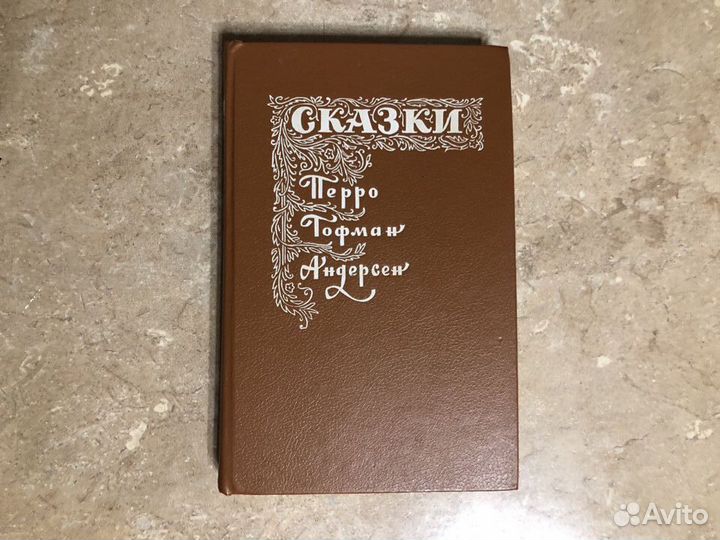 СКАЗКИ
Перро
Гофман
Андерсен
Avito